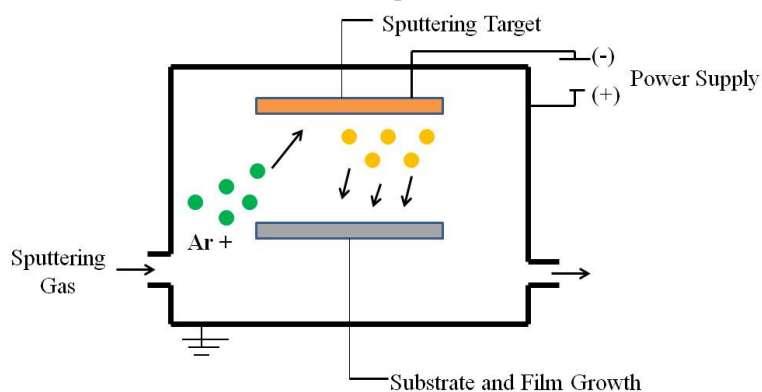 Sputtering Target
(-)
Power Supply
(+)
Ar +
Sputtering
Gas
Substrate and Film Growth